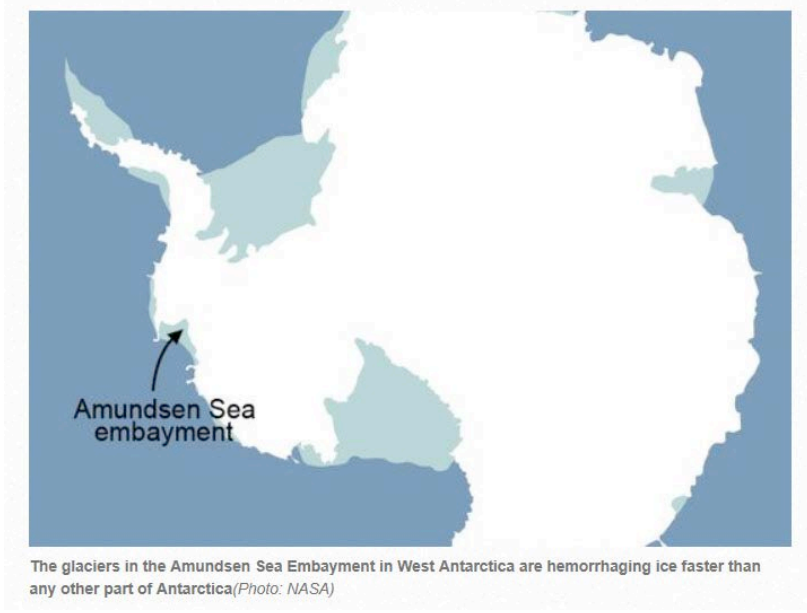 Amundsen Sea
embayment
The glaciers in the Amundsen Sea Embayment in West Antarctica are hemorrhaging ice faster than
any other part of Antarctica(Photo: NASA)